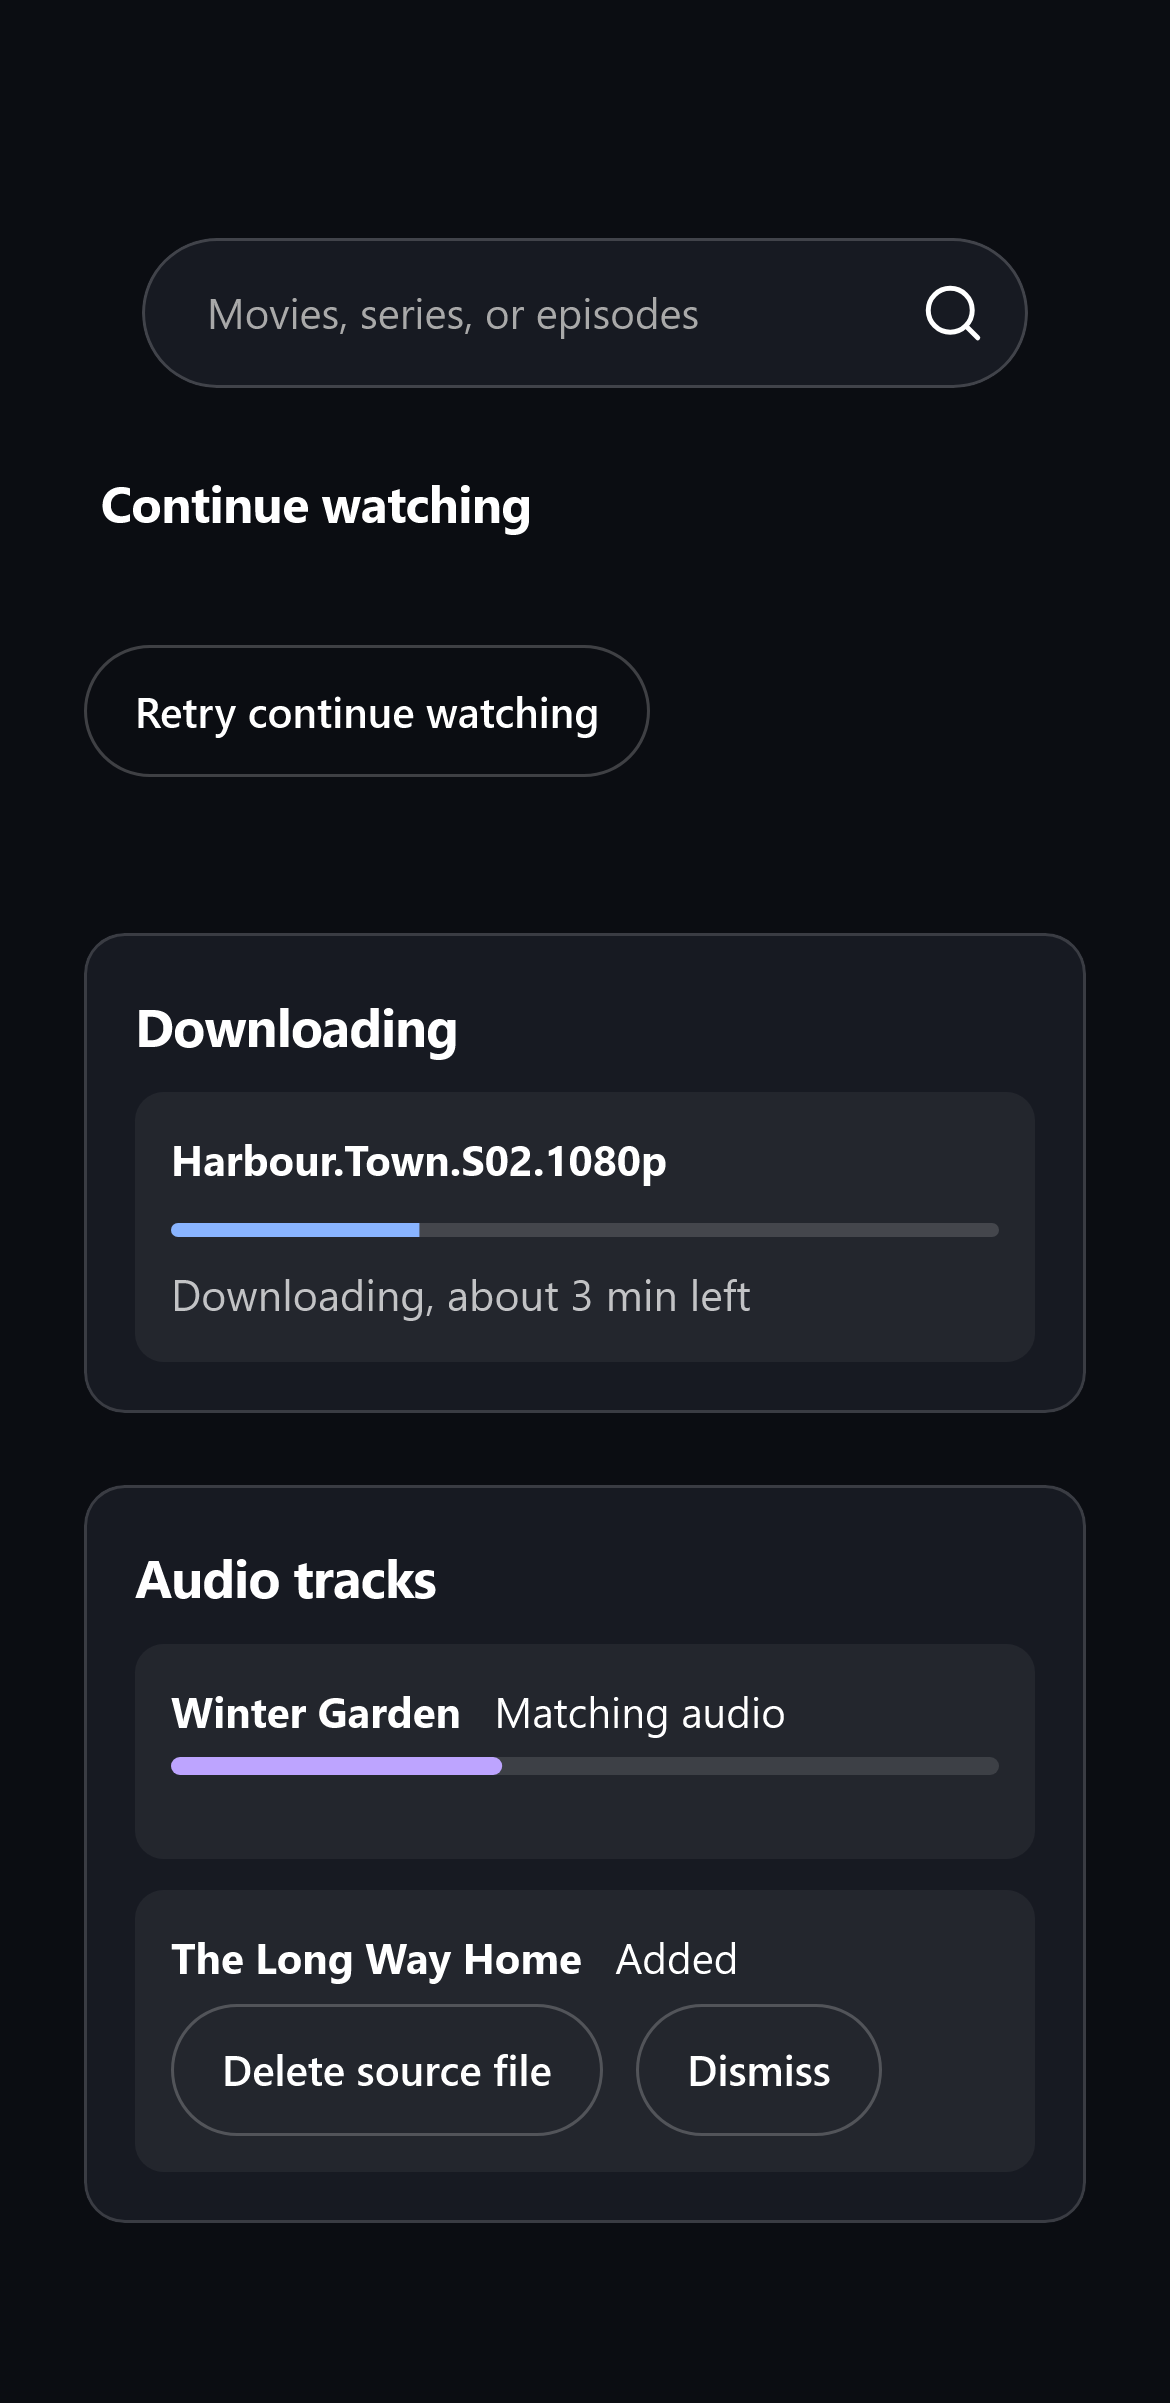 Movies, series, or episodes
Continue watching
Retry continue watching
Downloading
Harbour.Town.S02.1080p
Downloading, about 3 min left
Audio tracks
Winter Garden Matching audio
The Long Way Home Added
Delete source file Dismiss